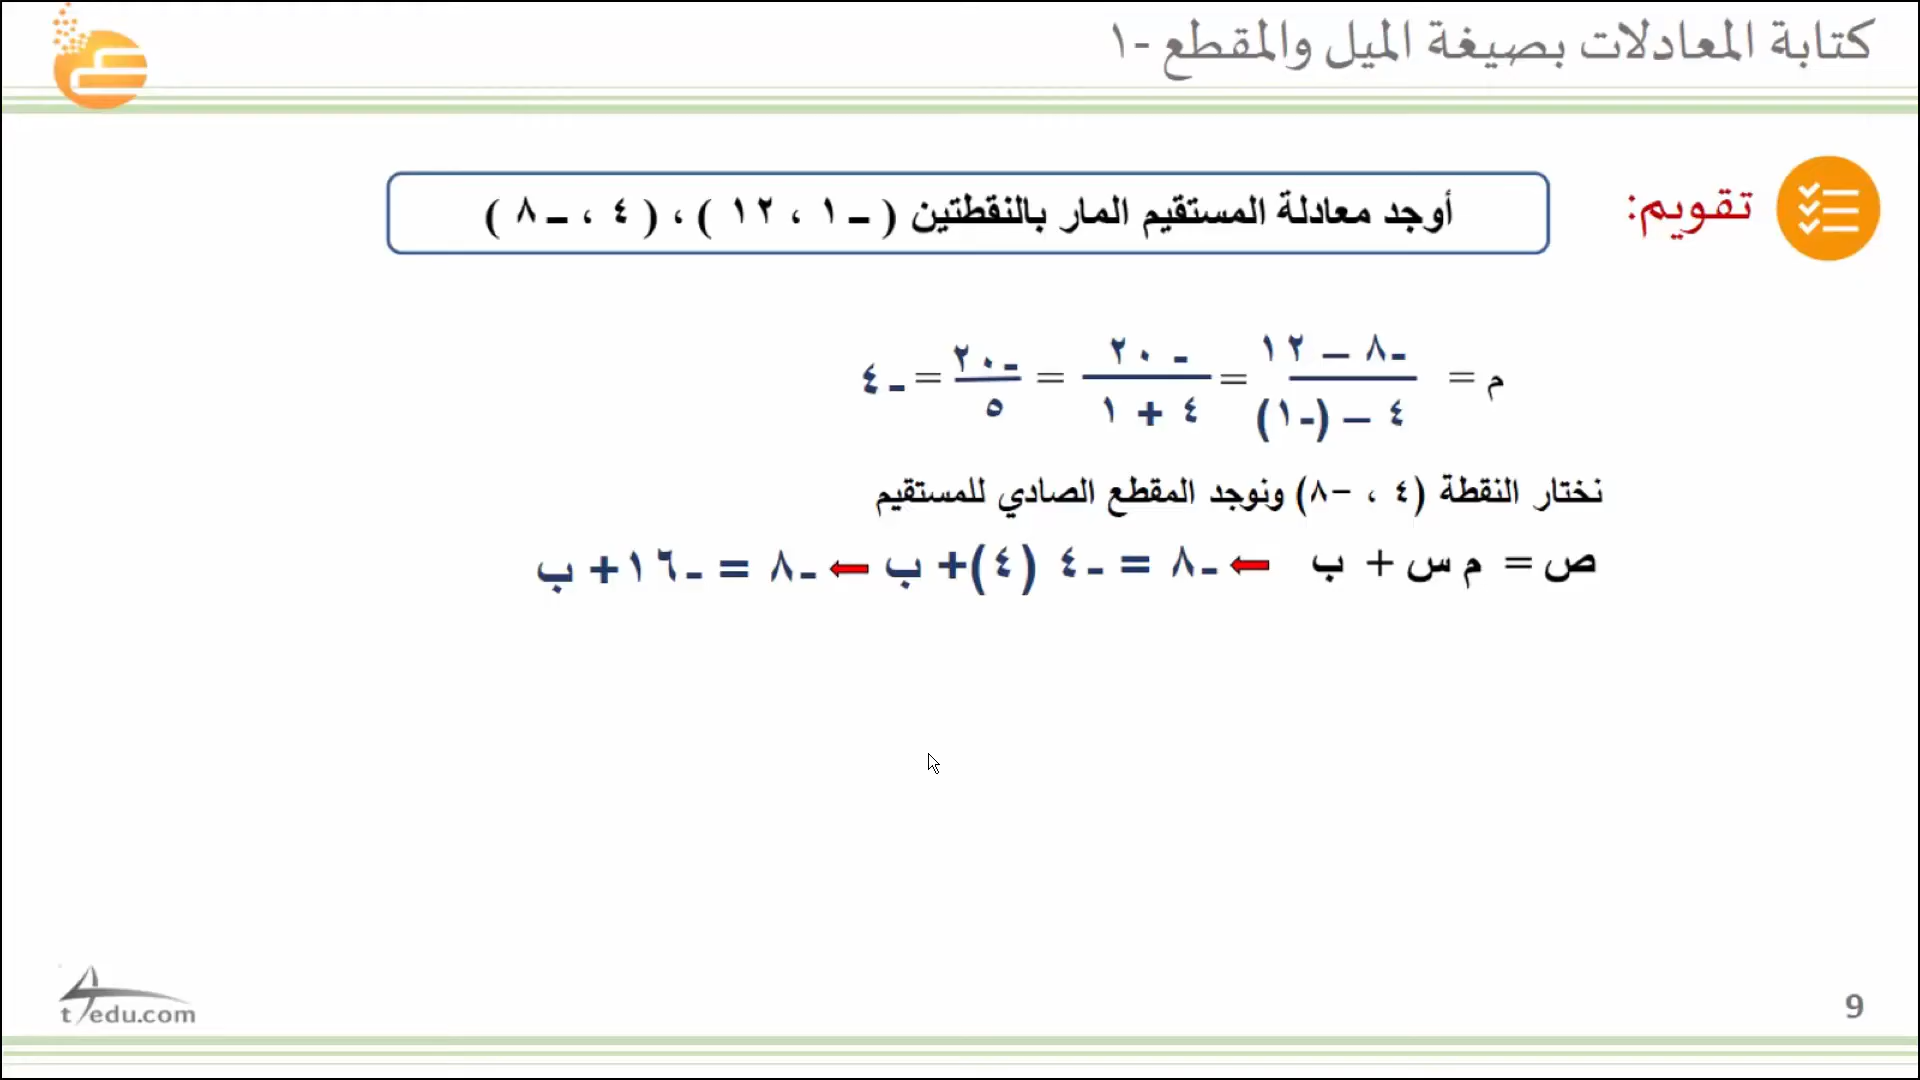 كتابة المعادلات بصيغة الميل والمقطع -١
تقويم:
أوجد معادلة المستقيم المار بالنقطتين ( – ١ ، ١٢ ) ، ( ٤ ، – ٨ )
م = (-٨ – ١٢) / (٤ – (-١)) = (- ٢٠) / (٤ + ١) = (-٢٠) / ٥ = - ٤
نختار النقطة (٤ ، -٨) ونوجد المقطع الصادي للمستقيم
ص = م س + ب ← -٨ = -٤ (٤)+ ب ← -٨ = -١٦+ ب
t4edu.com
9